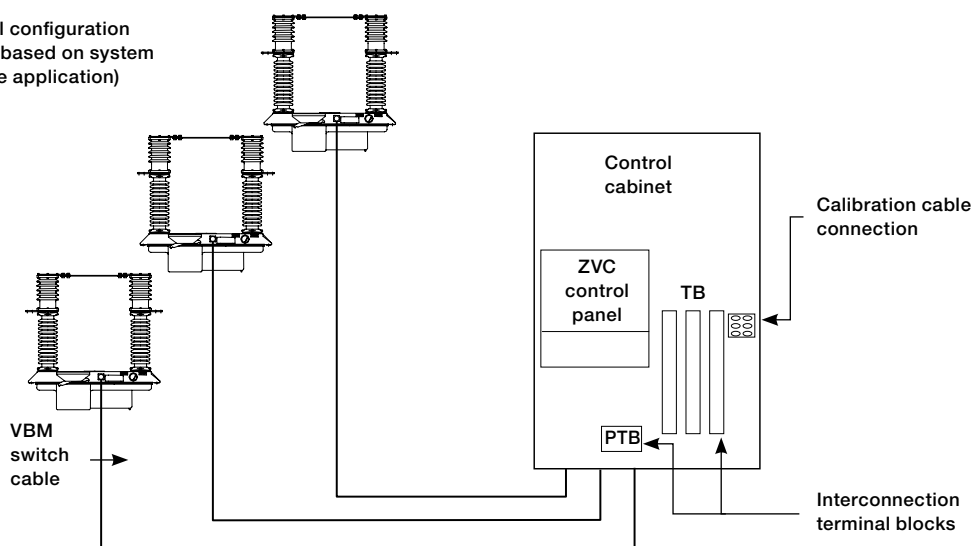 configuration
based on system
application)
Control
cabinet
Calibration cable
connection
ZVC
control
panel
TB
VBM
switch
cable
PTB
Interconnection
terminal blocks